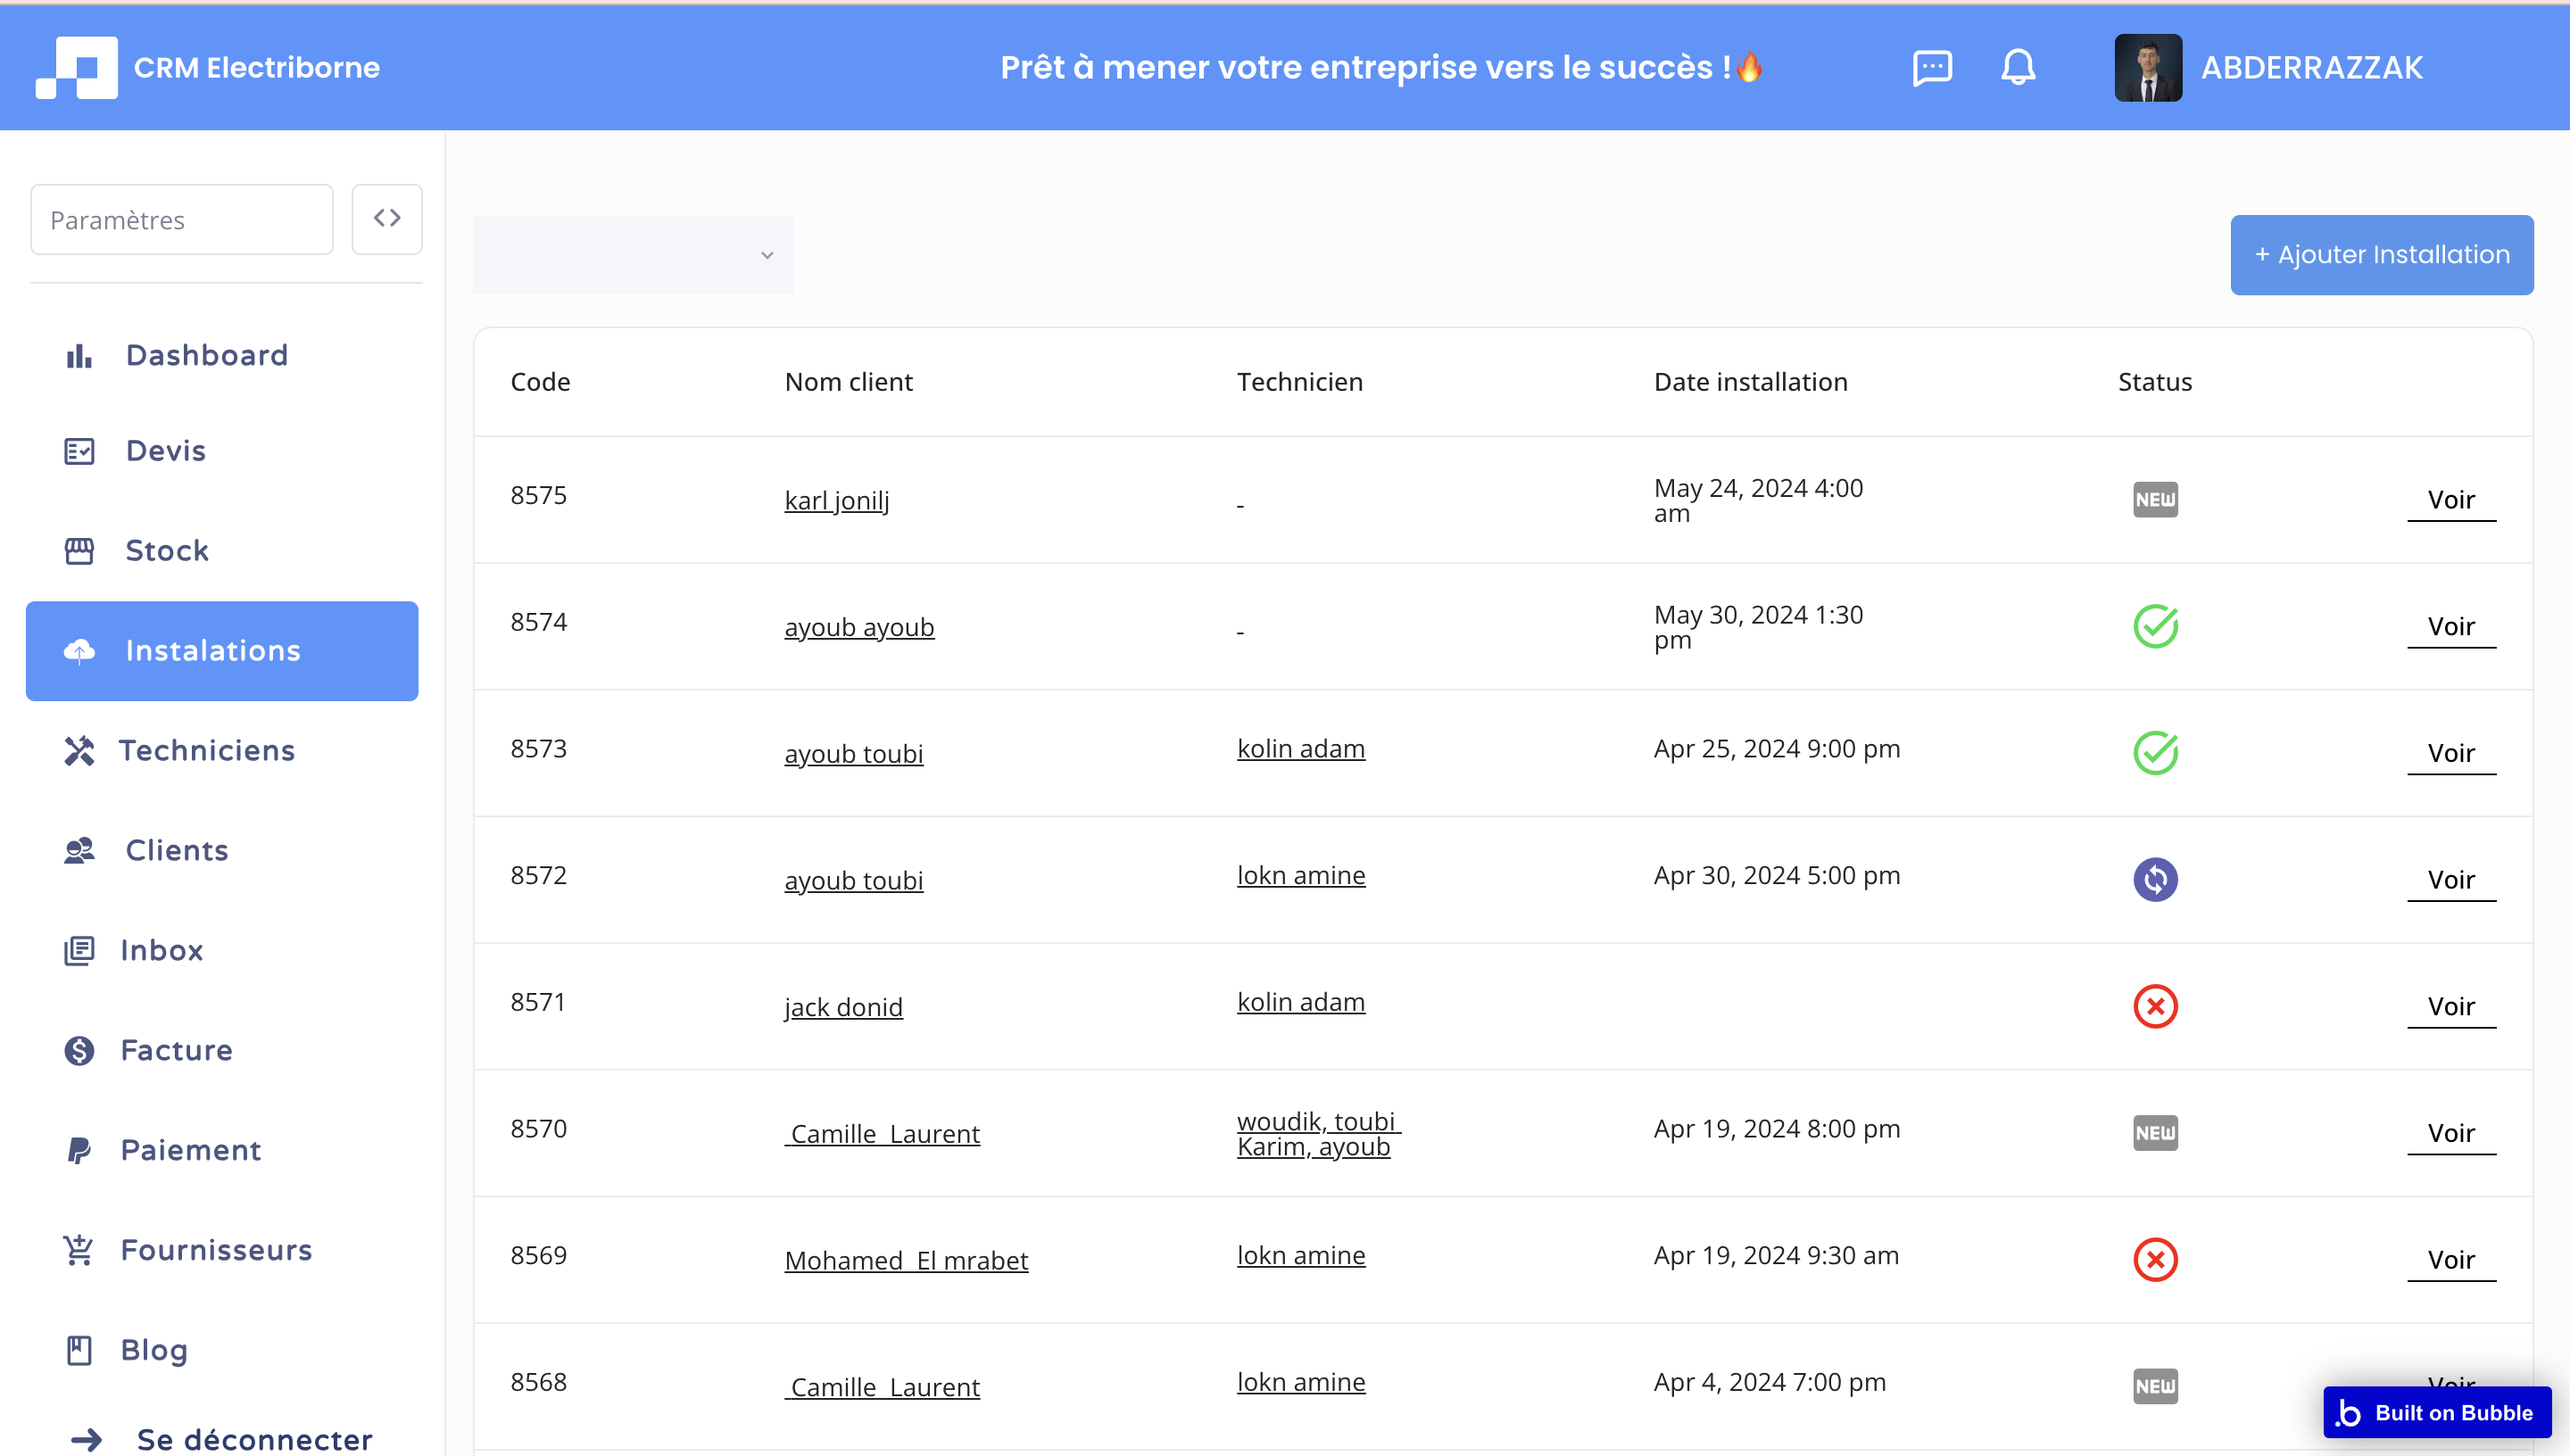 CRM Electriborne
Prêt à mener votre entreprise vers le succès !🔥
ABDERRAZZAK
Paramètres
+ Ajouter Installation
Dashboard
Devis
Stock
Instalations
Techniciens
Clients
Inbox
Facture
Paiement
Fournisseurs
Blog
Se déconnecter
Code Nom client Technicien Date installation Status
8575 karl jonilj - May 24, 2024 4:00
am
NEW Voir
8574 ayoub ayoub - May 30, 2024 1:30
pm
Voir
8573 ayoub toubi kolin adam Apr 25, 2024 9:00 pm Voir
8572 ayoub toubi lokn amine Apr 30, 2024 5:00 pm Voir
8571 jack donid kolin adam Voir
8570 Camille Laurent woudik, toubi
Karim, ayoub
Apr 19, 2024 8:00 pm NEW Voir
8569 Mohamed El mrabet lokn amine Apr 19, 2024 9:30 am Voir
8568 Camille Laurent lokn amine Apr 4, 2024 7:00 pm NEW Voir
Built on Bubble